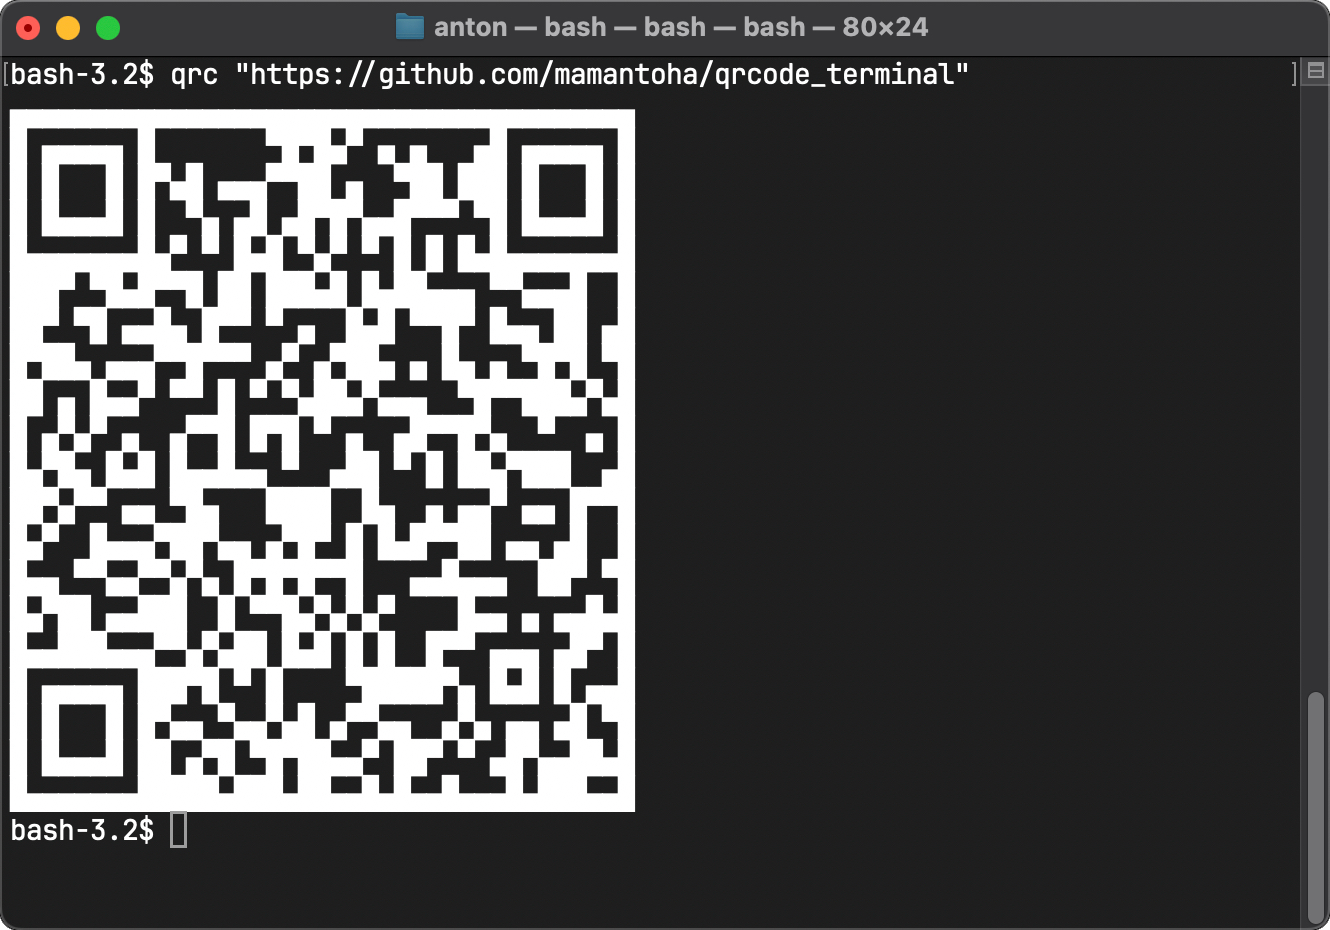 anton — bash — bash — bash — 80×24
[bash-3.2$ qrc "https://github.com/mamantoha/qrcode_terminal" ]
bash-3.2$